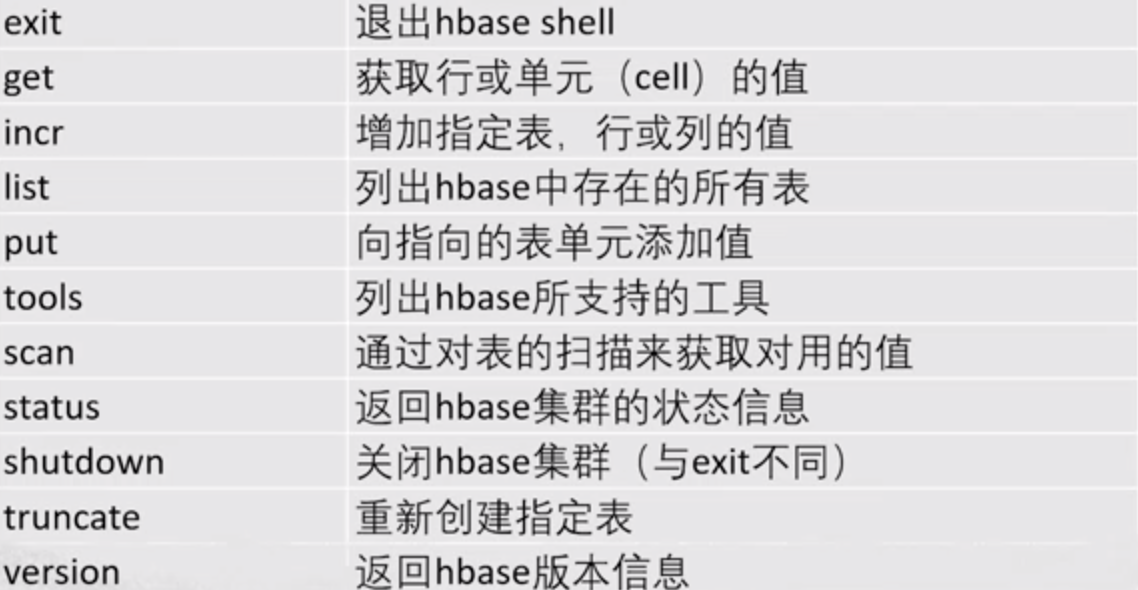 exit 退出hbase shell
get 获取行或单元（cell）的值
incr 增加指定表，行或列的值
list 列出hbase中存在的所有表
put 向指向的表单元添加值
tools 列出hbase所支持的工具
scan 通过对表的扫描来获取对用的值
status 返回hbase集群的状态信息
shutdown 关闭hbase集群（与exit不同）
truncate 重新创建指定表
version 返回hbase版本信息